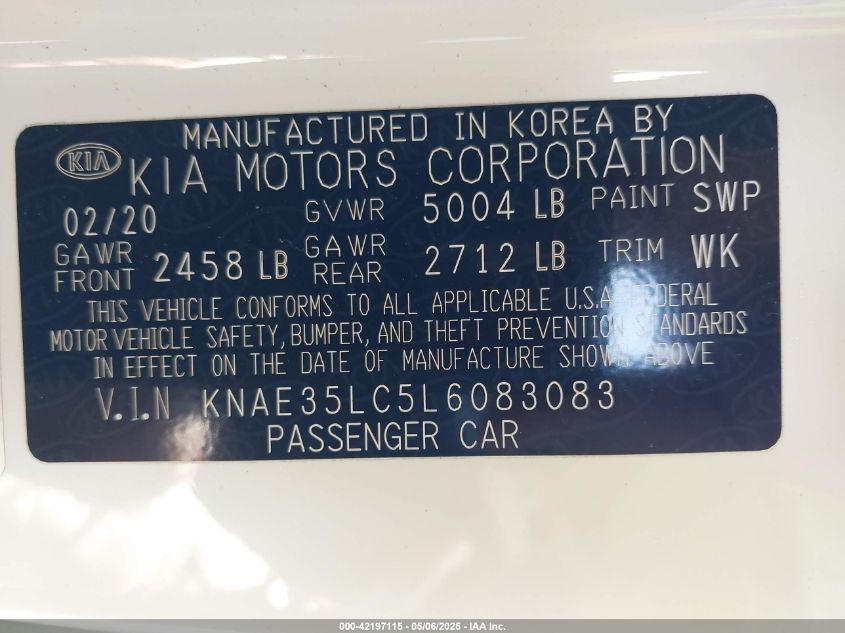 MANUFACTURED IN KOREA BY
KIA KIA MOTORS CORPORATION
02/20 GVWR 5004 LB PAINT SWP
GAWR FRONT 2458 LB GAWR REAR 2712 LB TRIM WK
THIS VEHICLE CONFORMS TO ALL APPLICABLE U.S.A. FEDERAL
MOTOR VEHICLE SAFETY, BUMPER, AND THEFT PREVENTION STANDARDS
IN EFFECT ON THE DATE OF MANUFACTURE SHOWN ABOVE
V.I.N KNAE35LC5L6083083
PASSENGER CAR
000-42197115 - 05/06/2025 - IAA Inc.